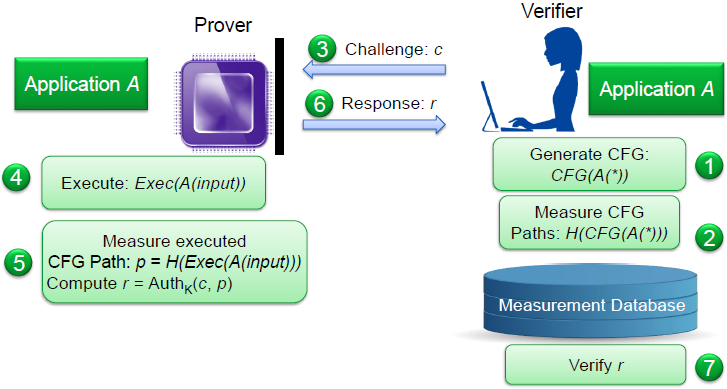 Prover
Verifier
Application A
3 Challenge: c
6 Response: r
Application A
4 Execute: Exec(A(input))
5 Measure executed
CFG Path: p = H(Exec(A(input)))
Compute r = AuthK(c, p)
Generate CFG: 1
CFG(A(*))
Measure CFG
Paths: H(CFG(A(*))) 2
Measurement Database
Verify r 7